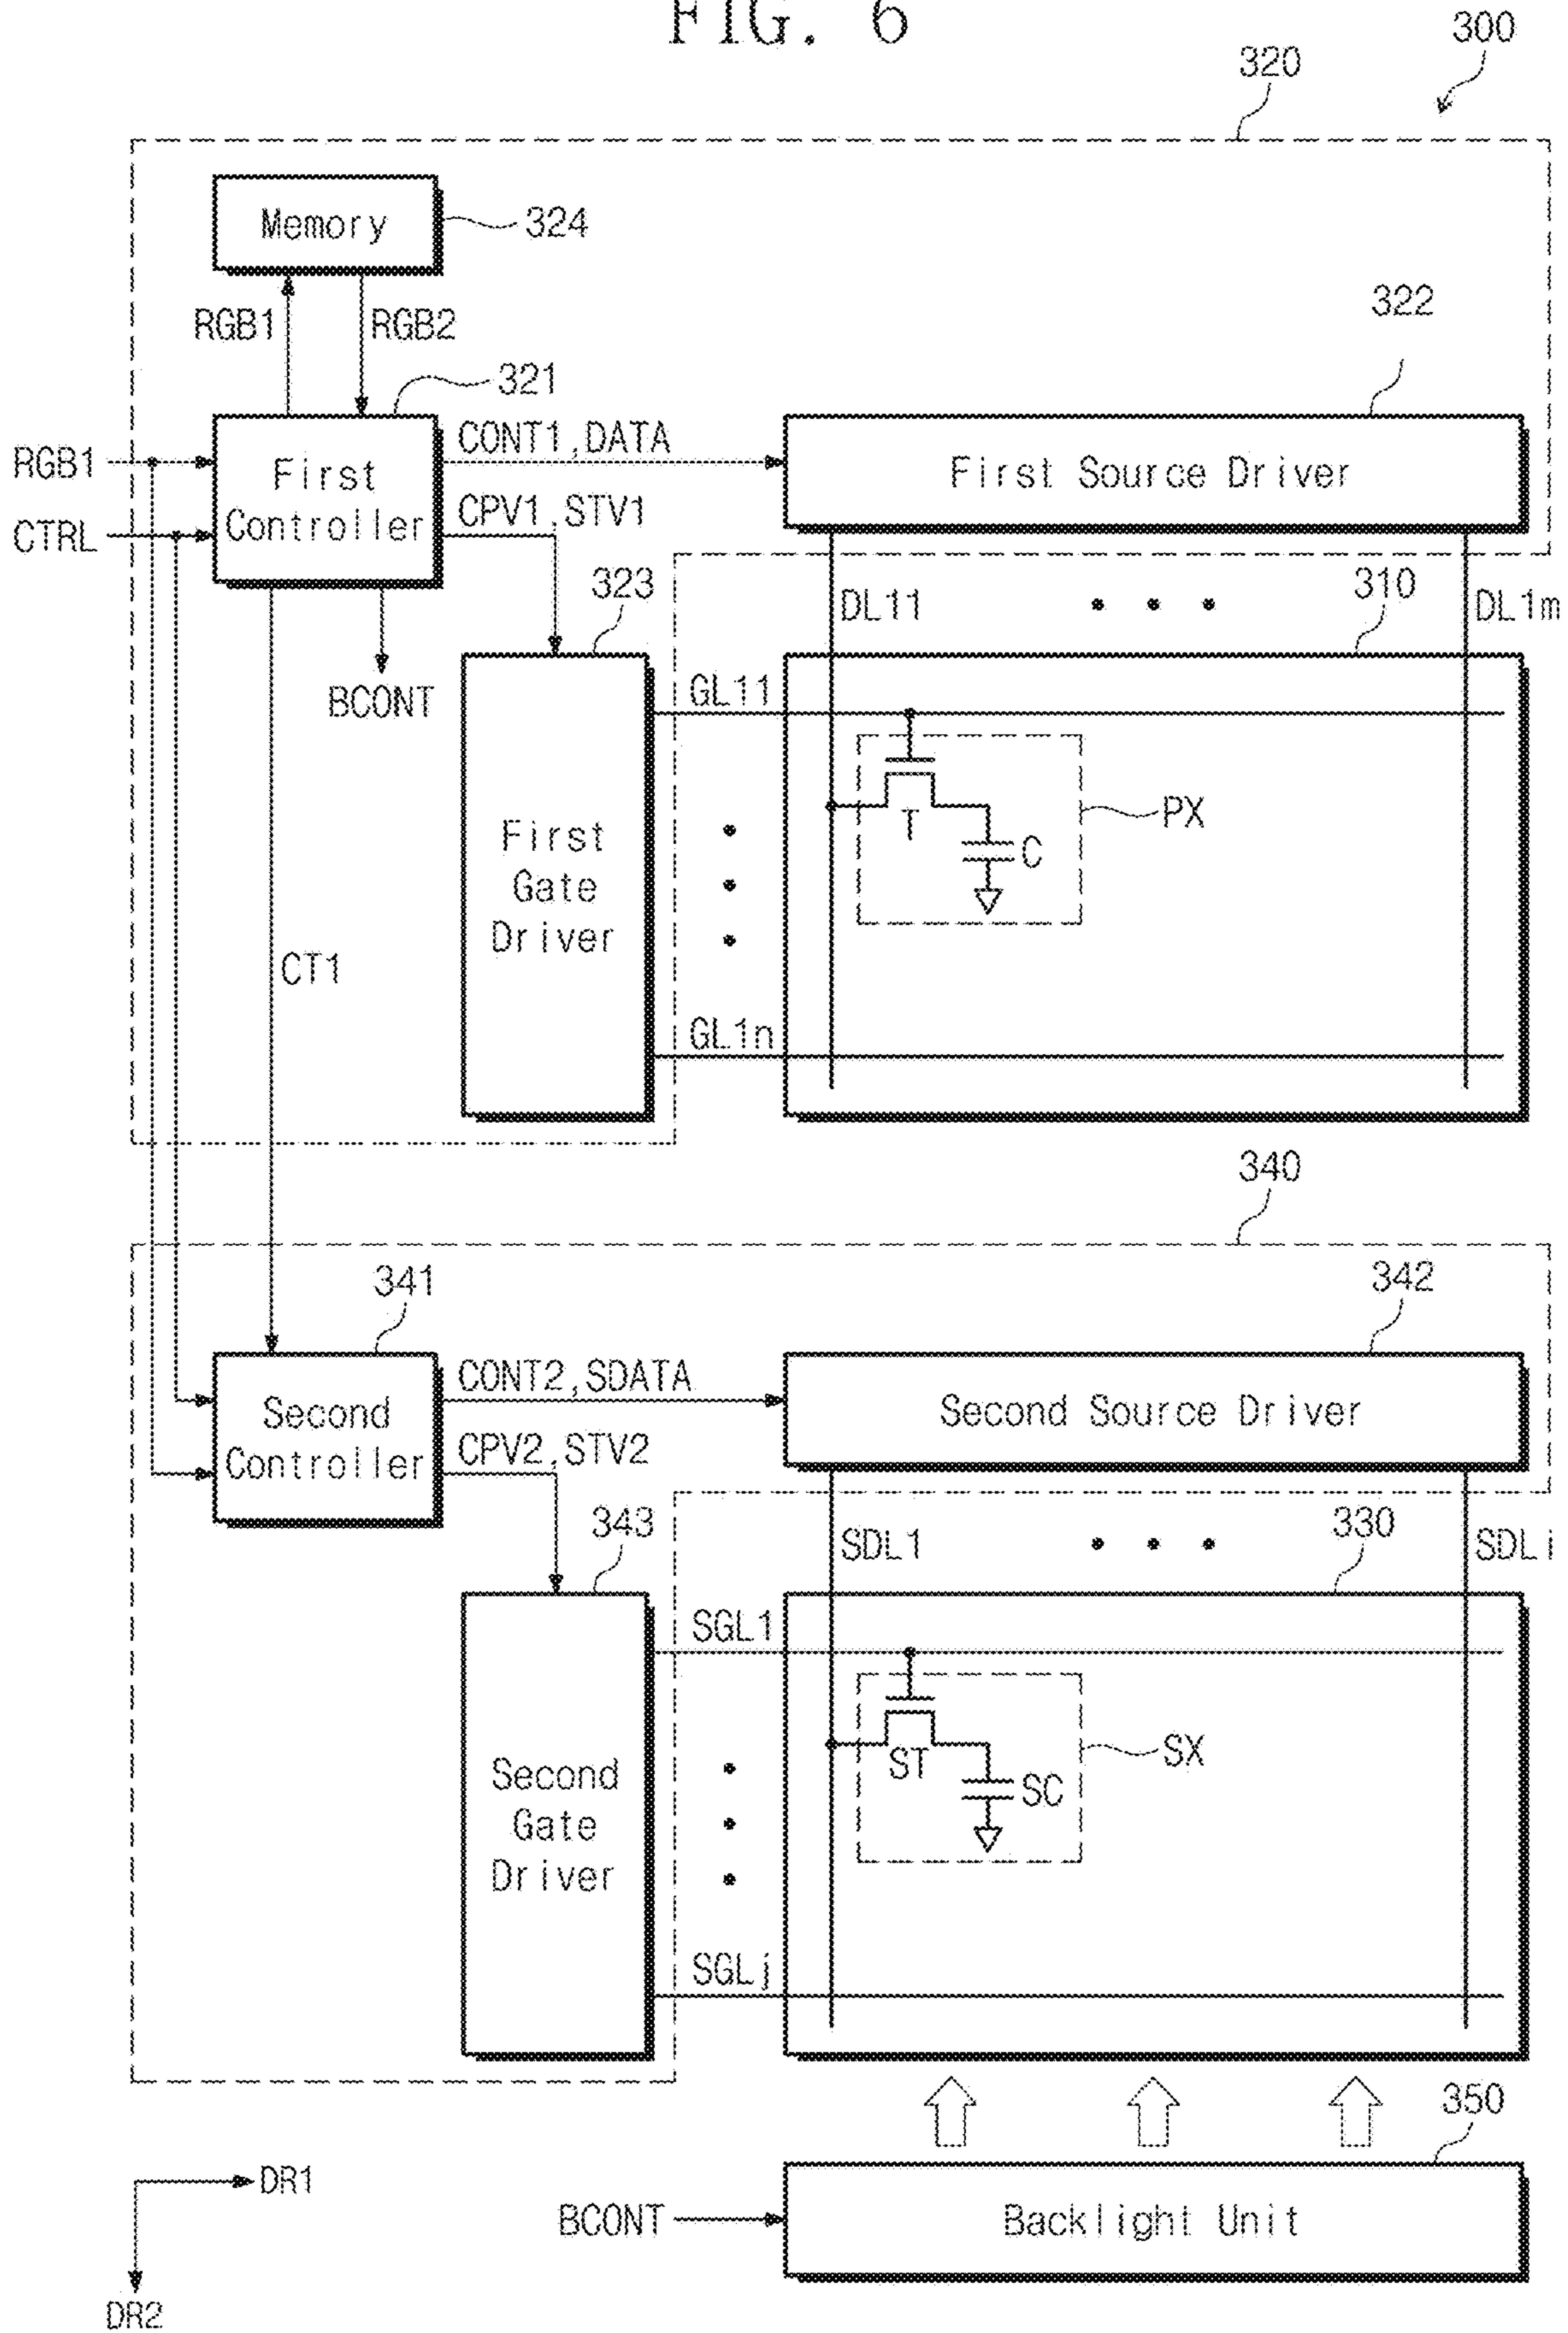 FIG. 6
300
320
Memory
324
RGB1
RGB2
322
321
RGB1
CONT1,DATA
First
Controller
First Source Driver
CTRL
CPV1,STV1
323
310
DL11
DL1m
BCONT
GL11
T
C
PX
First
Gate
Driver
CT1
GL1n
340
341
342
CONT2,SDATA
Second
Controller
Second Source Driver
CPV2,STV2
343
330
SDL1
SDLi
SGL1
ST
SC
SX
Second
Gate
Driver
SGLj
350
DR1
BCONT
Backlight Unit
DR2